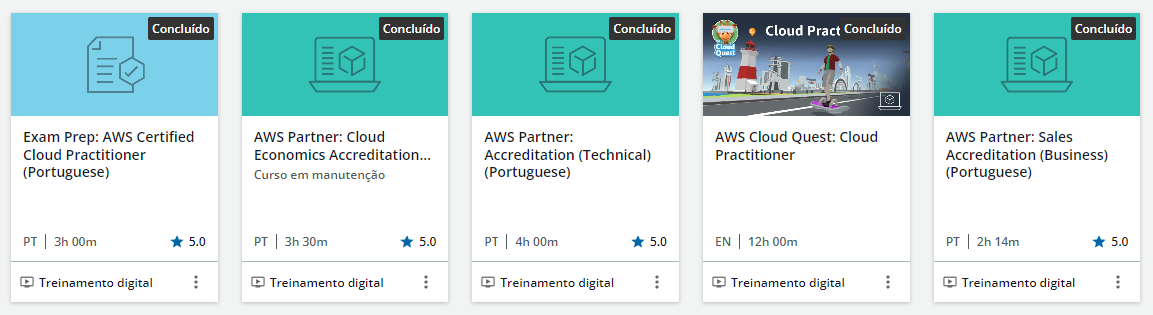 Concluído
Exam Prep: AWS Certified
Cloud Practitioner
(Portuguese)
PT | 3h 00m
5.0
Treinamento digital
Concluído
AWS Partner: Cloud
Economics Accreditation...
Curso em manutenção
PT | 3h 30m
5.0
Treinamento digital
Concluído
AWS Partner:
Accreditation (Technical)
(Portuguese)
PT | 4h 00m
5.0
Treinamento digital
Cloud Quest
Cloud Pract
Concluído
AWS Cloud Quest: Cloud
Practitioner
EN | 12h 00m
Treinamento digital
Concluído
AWS Partner: Sales
Accreditation (Business)
(Portuguese)
PT | 2h 14m
5.0
Treinamento digital